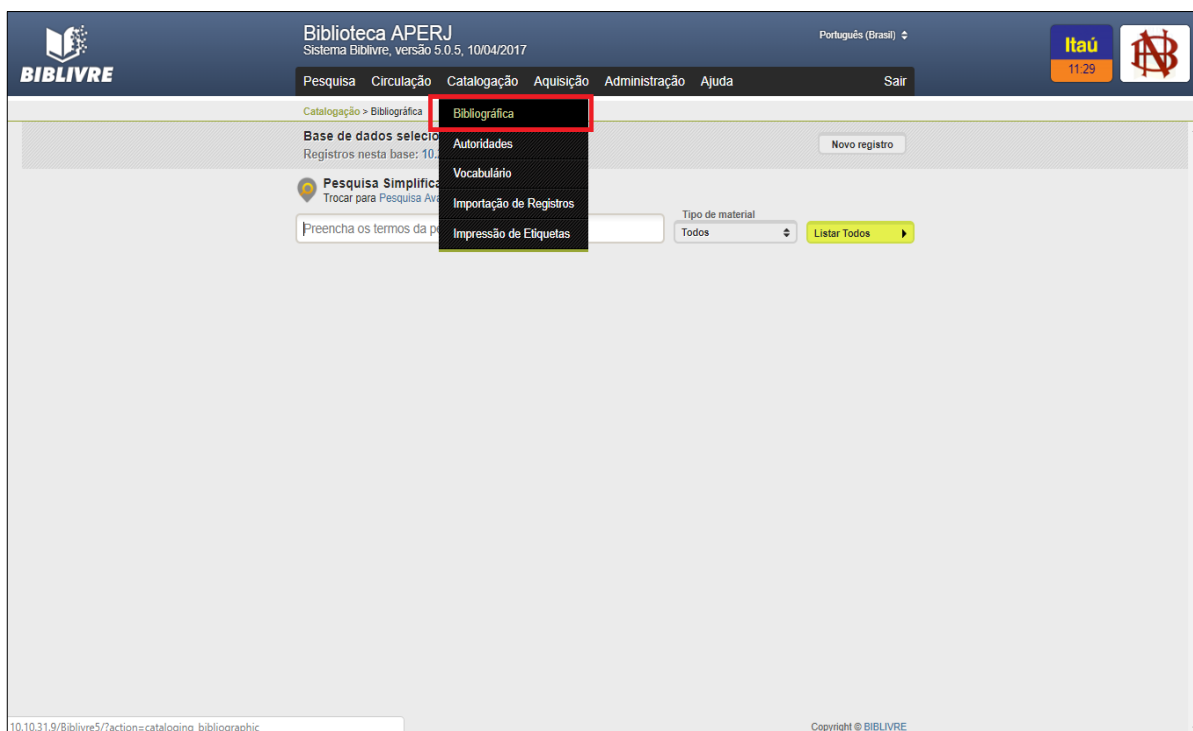 BIBLIVRE
Biblioteca APERJ
Sistema Biblivre, versão 5.0.5, 10/04/2017
Português (Brasil)
Itaú
11:29
Pesquisa Circulação Catalogação Aquisição Administração Ajuda Sair
Catalogação > Bibliográfica
Bibliográfica
Autoridades
Vocabulário
Importação de Registros
Impressão de Etiquetas
Base de dados selecio
Registros nesta base: 10.
Novo registro
Pesquisa Simplific
Trocar para Pesquisa Av
Preencha os termos da p
Tipo de material
Todos
Listar Todos
10.10.31.9/Biblivre5/?action=cataloging_bibliographic
Copyright © BIBLIVRE